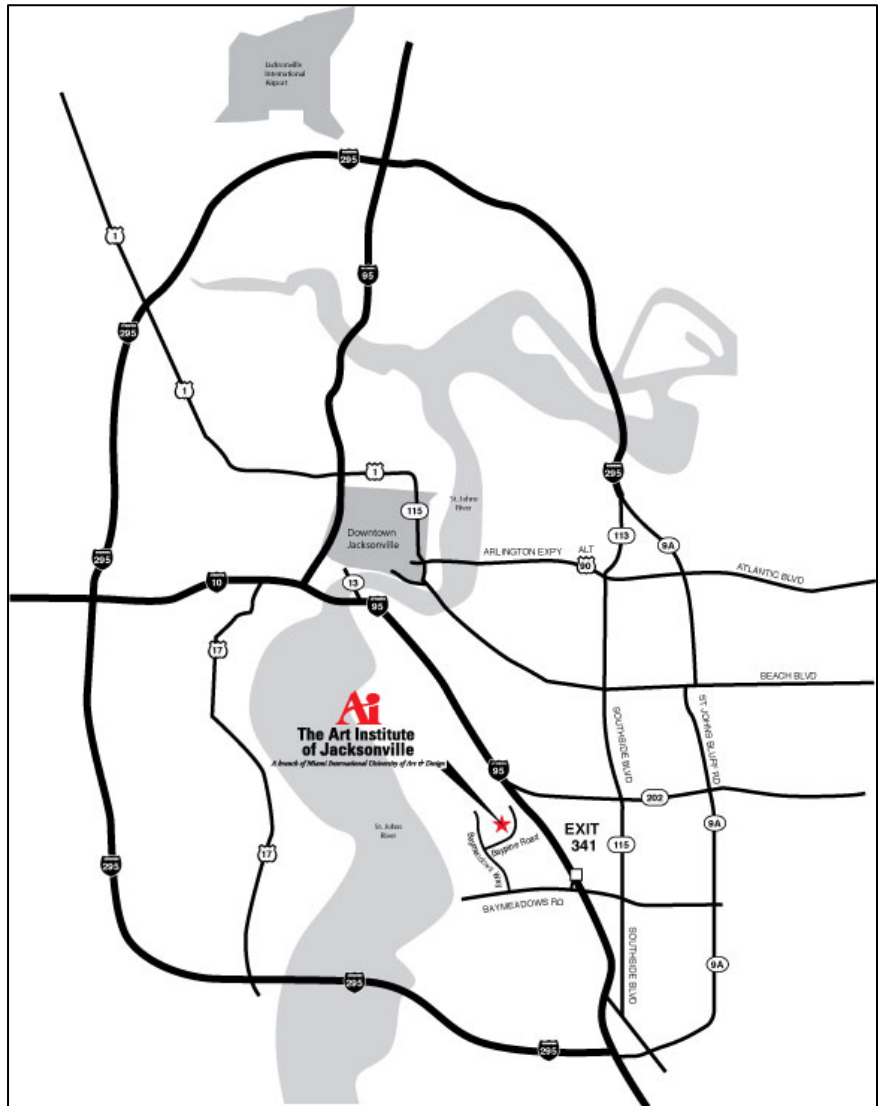 Jacksonville
International
Airport
295
1
95
295
1
1
295
115
St. Johns
River
Downtown
Jacksonville
113
9A
ARLINGTON EXPY
ALT
90
ATLANTIC BLVD
295
10
13
95
17
BEACH BLVD
Ai
The Art Institute
of Jacksonville
A branch of Miami International University of Art & Design
SOUTHSIDE BLVD
ST JOHNS BLUFF RD
95
202
St. Johns
River
EXIT
341
Baypine Road
Baymeadows Way
115
9A
17
295
BAYMEADOWS RD
SOUTHSIDE BLVD
9A
295
295